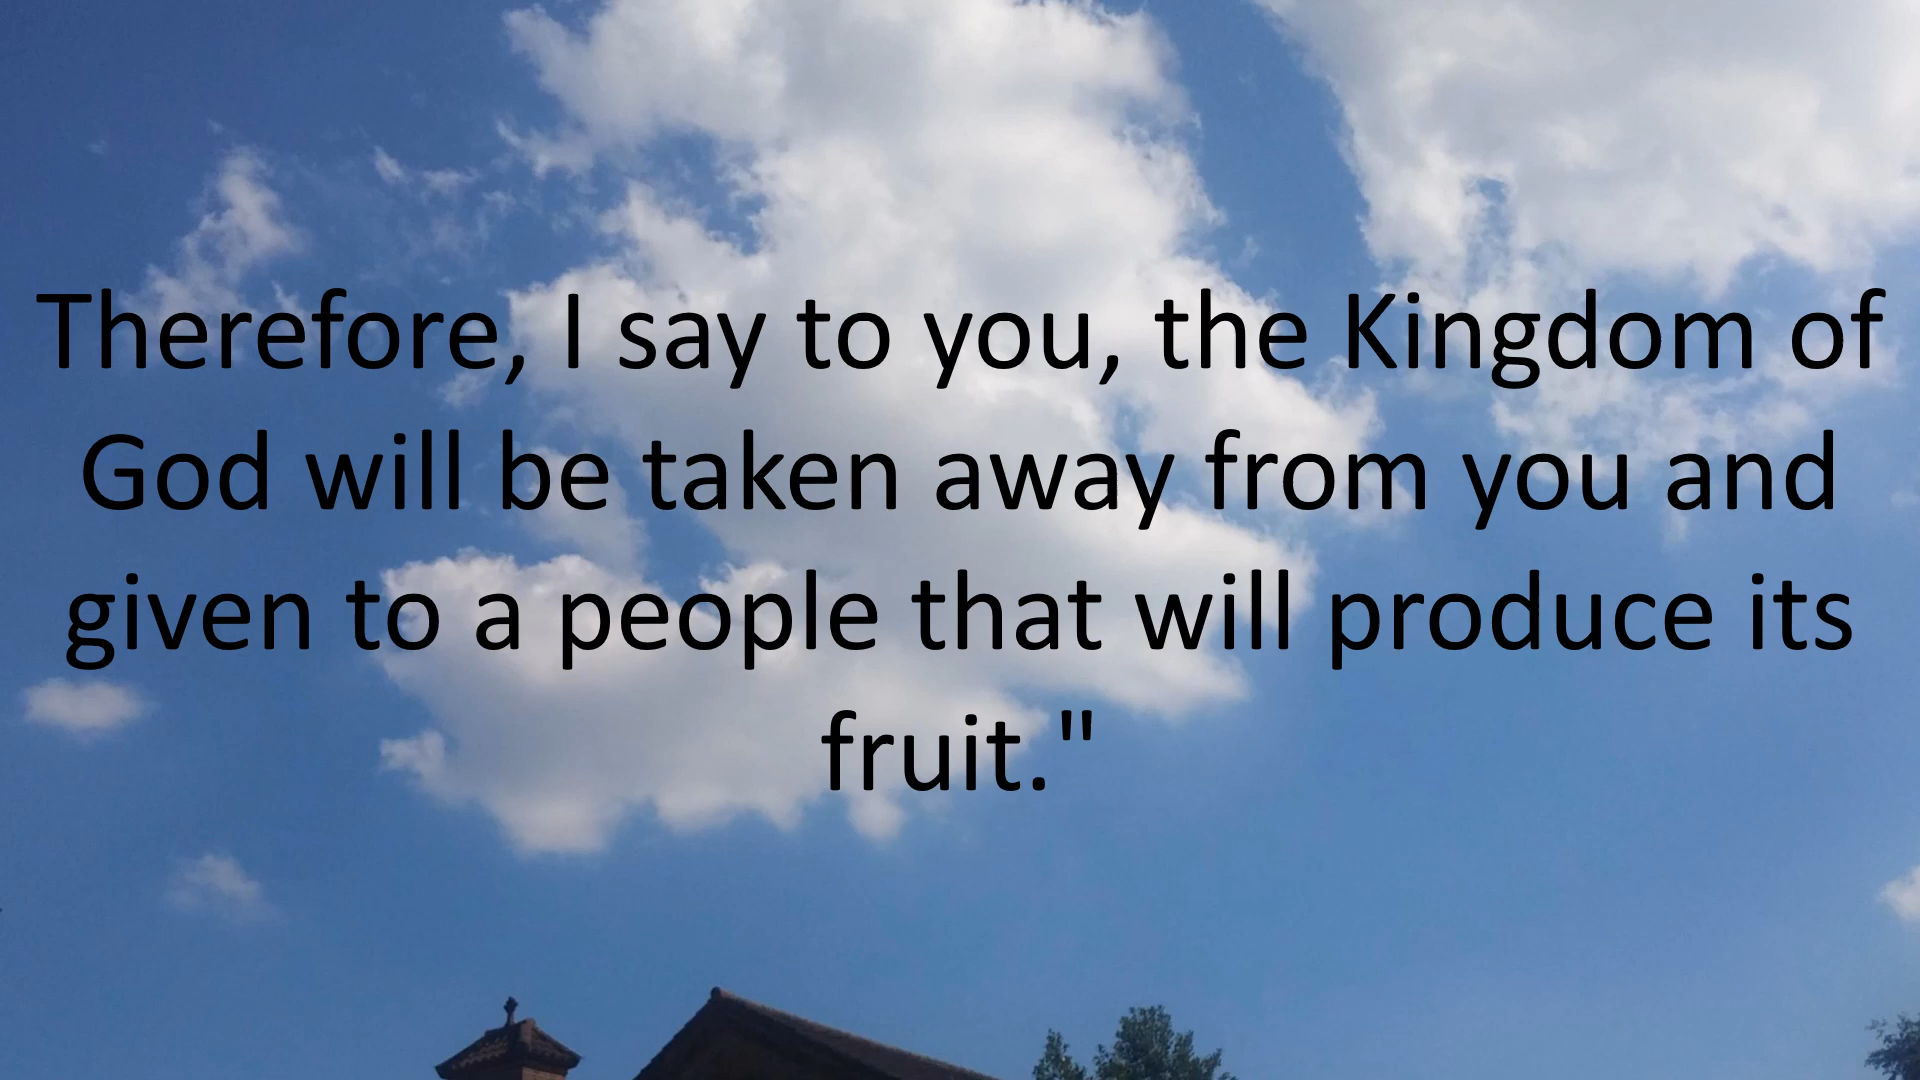 Therefore, I say to you, the Kingdom of
God will be taken away from you and
given to a people that will produce its
fruit."